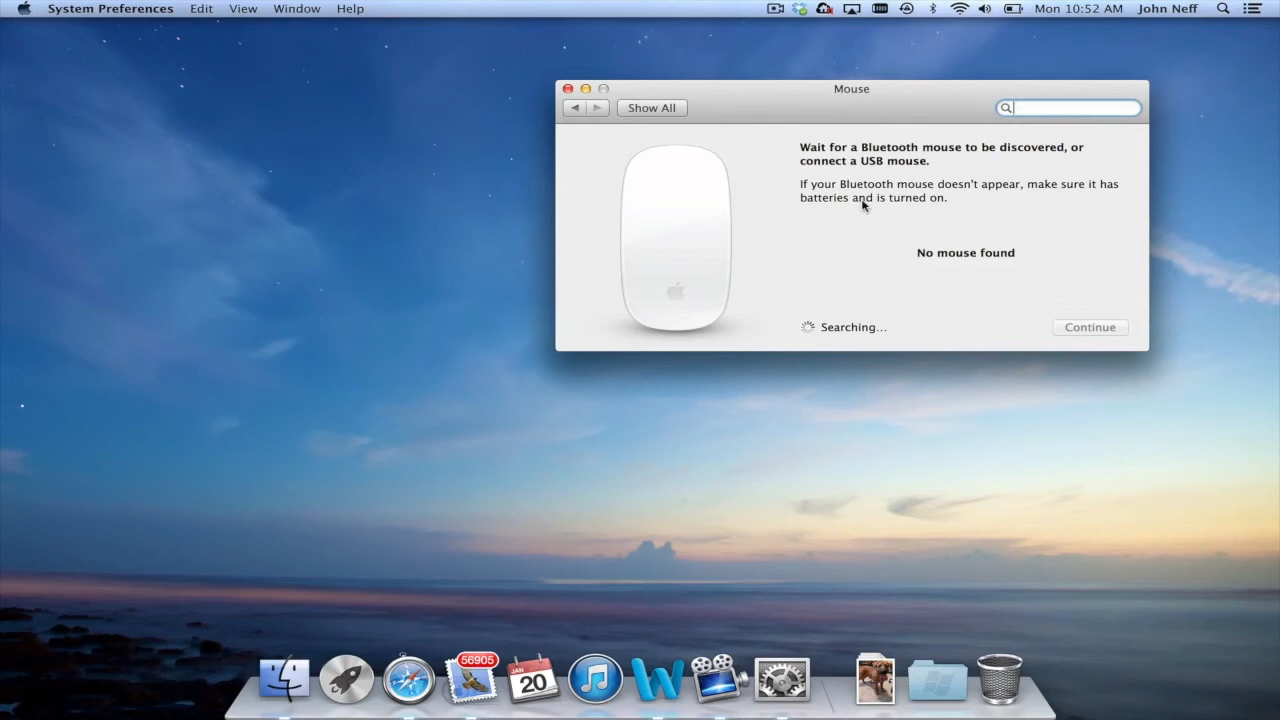 System Preferences Edit View Window Help Mon 10:52 AM John Neff
Mouse
Show All
Wait for a Bluetooth mouse to be discovered, or
connect a USB mouse.
If your Bluetooth mouse doesn't appear, make sure it has
batteries and is turned on.
No mouse found
Searching...
Continue
56905
JAN
20
W